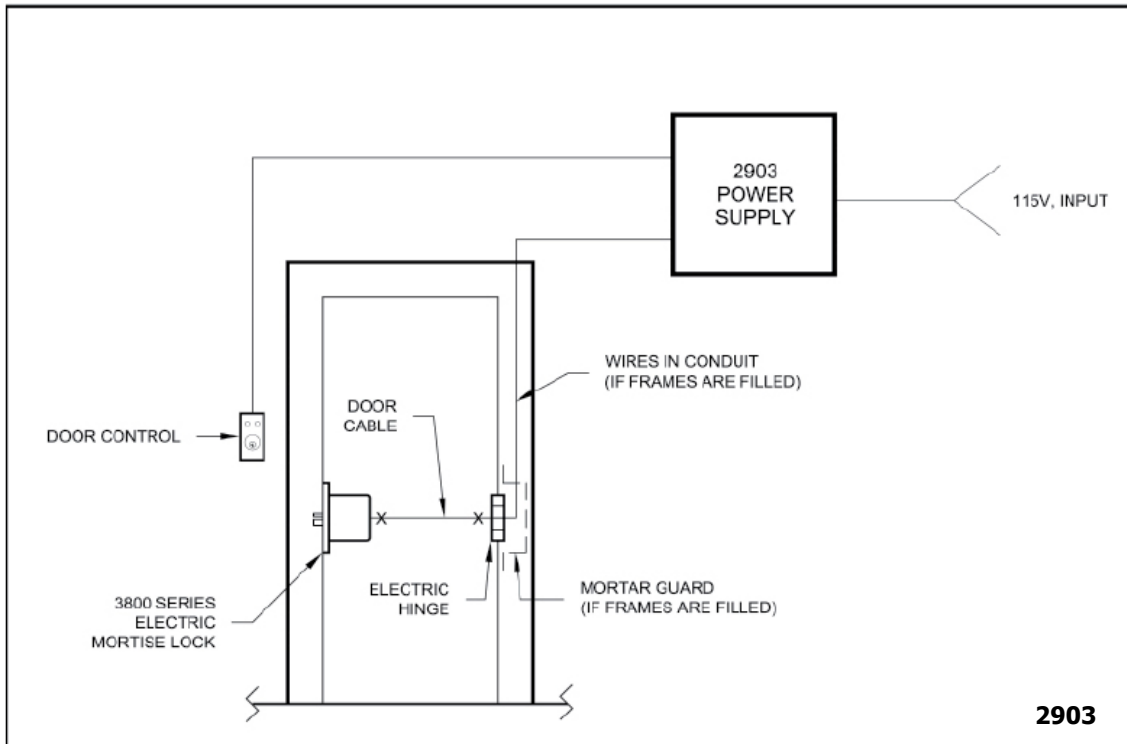 2903
POWER
SUPPLY
115V, INPUT
WIRES IN CONDUIT
(IF FRAMES ARE FILLED)
DOOR
CABLE
DOOR CONTROL
X
X
ELECTRIC
HINGE
MORTAR GUARD
(IF FRAMES ARE FILLED)
3800 SERIES
ELECTRIC
MORTISE LOCK
2903